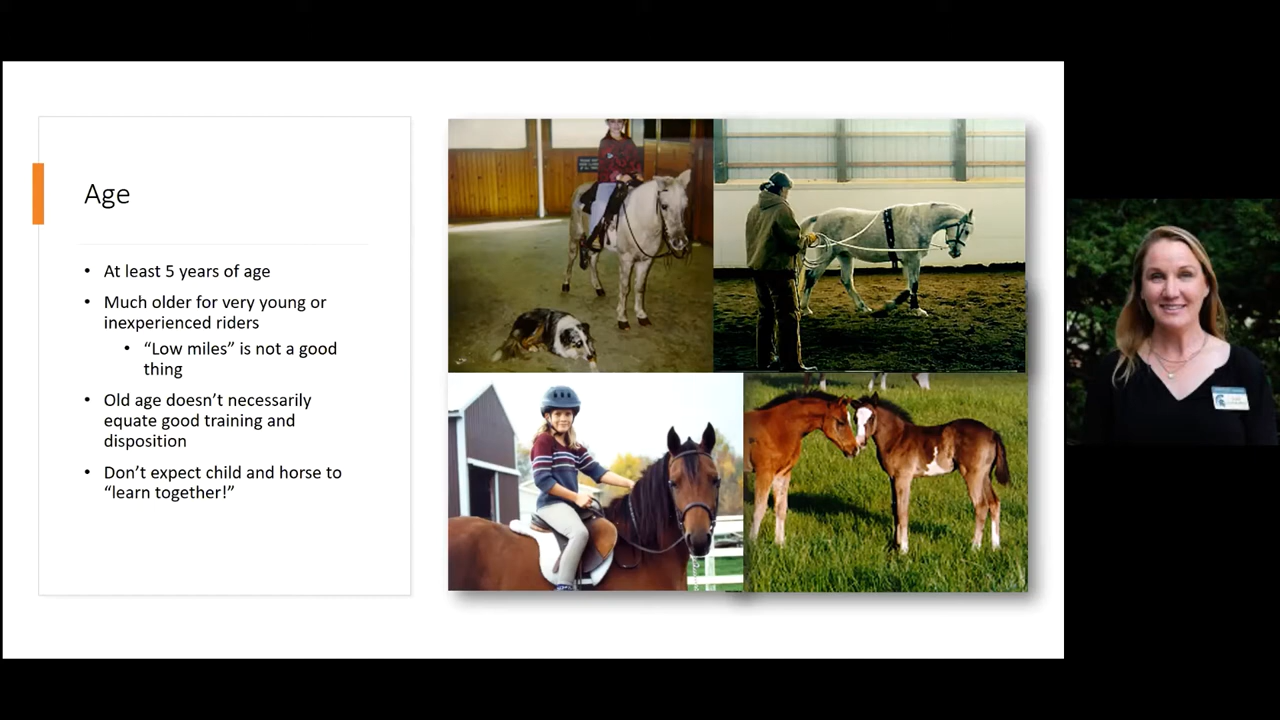 Age
• At least 5 years of age
• Much older for very young or
inexperienced riders
• “Low miles” is not a good
thing
• Old age doesn’t necessarily
equate good training and
disposition
• Don’t expect child and horse to
“learn together!”